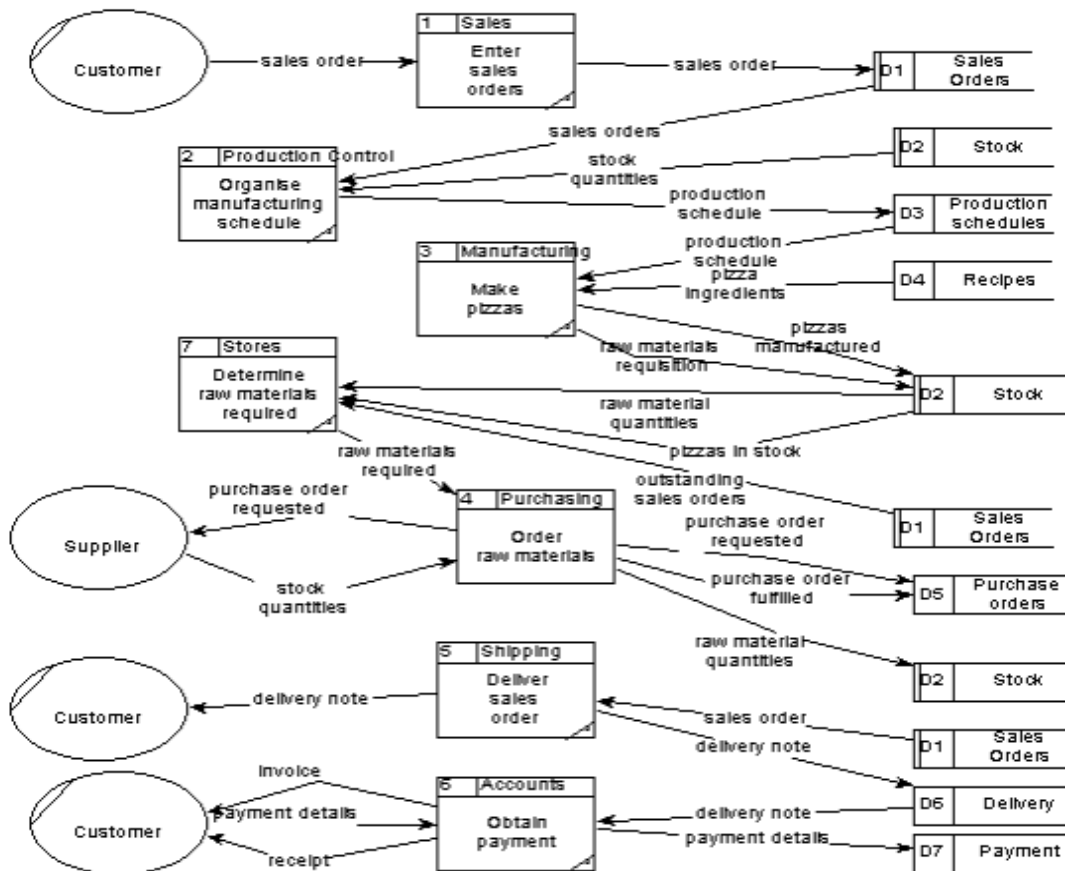 1 Sales
Customer
sales order
Enter
sales
orders
sales order
D1
Sales
Orders
sales orders
2 Production Control
Organise
manufacturing
schedule
stock
quantities
D2
Stock
production
schedule
D3
Production
schedules
production
schedule
3 Manufacturing
Make
pizzas
pizza
ingredients
D4
Recipes
pizzas
manufactured
raw materials
requisition
7 Stores
Determine
raw materials
required
D2
Stock
raw material
quantities
pizzas in stock
raw materials
required
outstanding
sales orders
D1
Sales
Orders
4 Purchasing
Order
raw materials
purchase order
requested
Supplier
stock
quantities
purchase order
requested
purchase order
fulfilled
D5
Purchase
orders
raw material
quantities
D2
Stock
5 Shipping
Deliver
sales
order
delivery note
Customer
sales order
D1
Sales
Orders
delivery note
D6
Delivery
6 Accounts
Obtain
payment
invoice
payment details
receipt
Customer
delivery note
payment details
D7
Payment